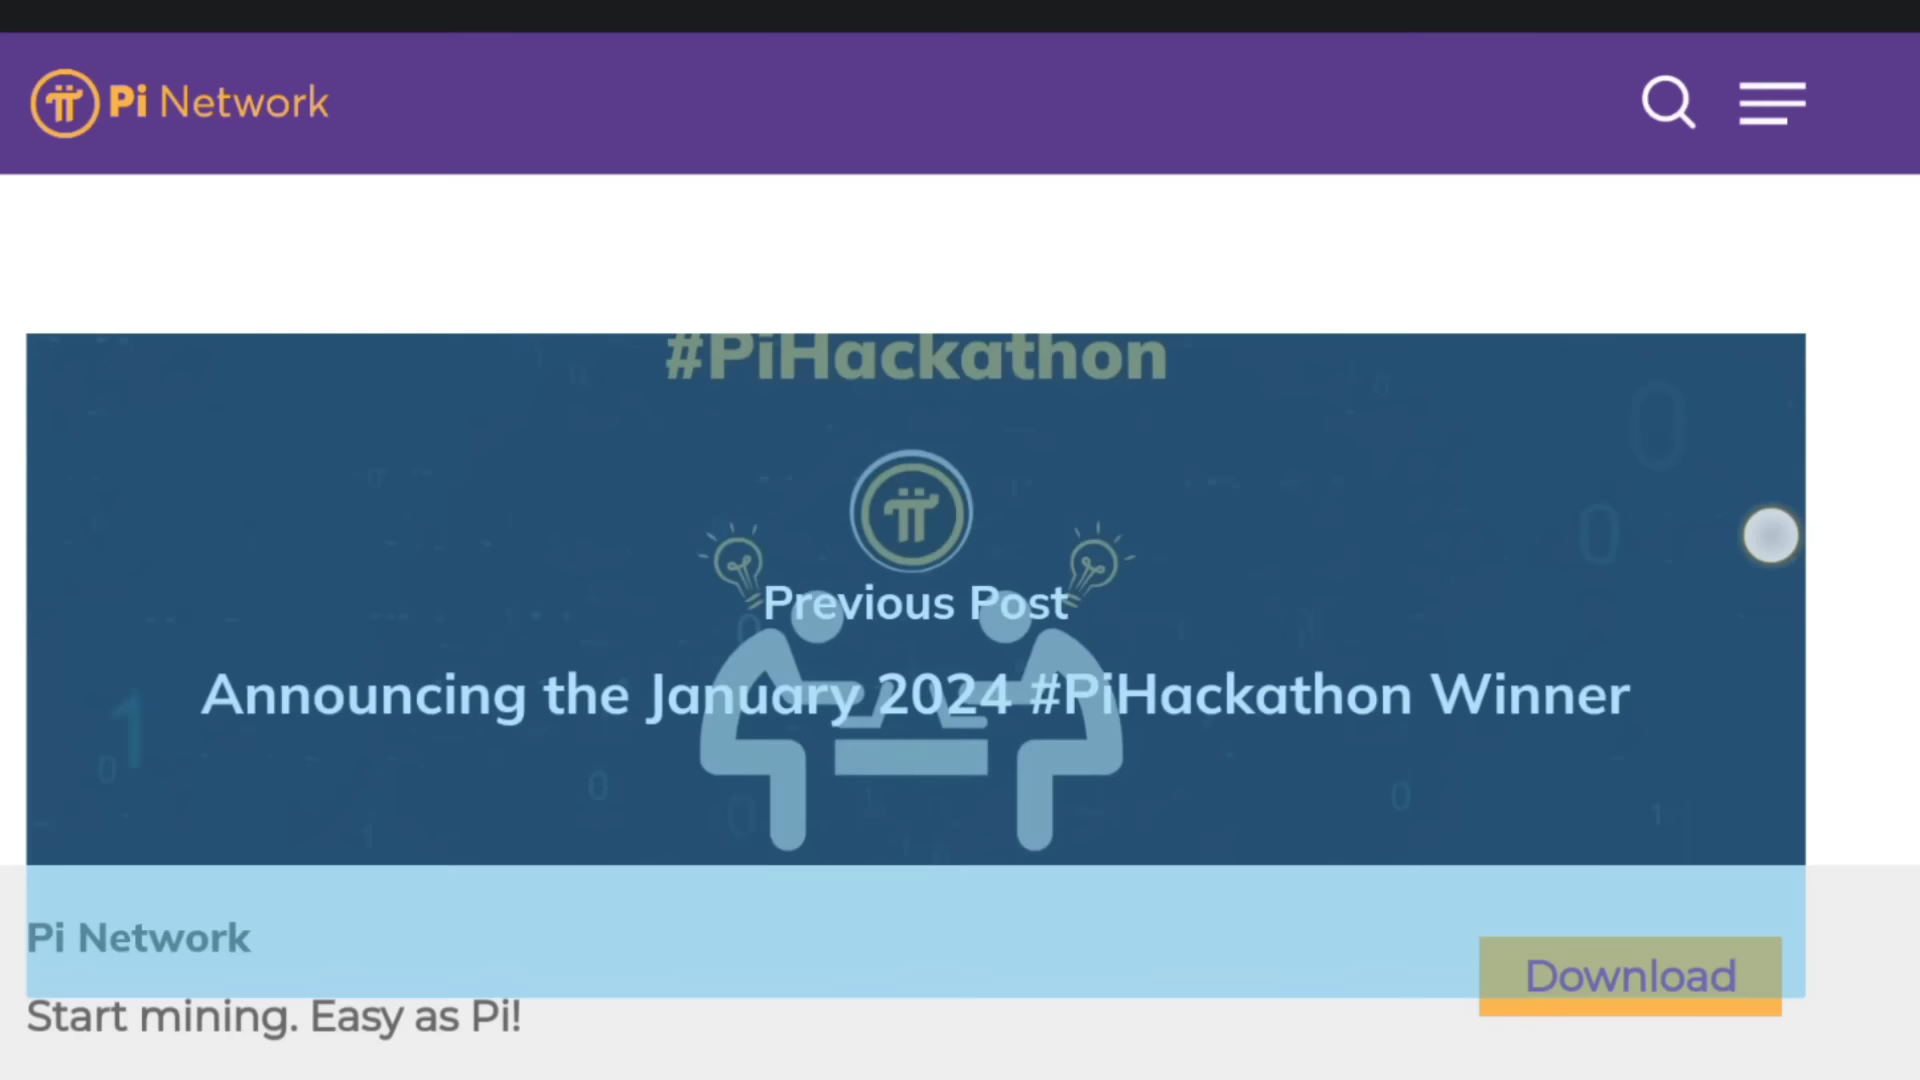 Pi Network
#PiHackathon
Previous Post
Announcing the January 2024 #PiHackathon Winner
Pi Network
Start mining. Easy as Pi!
Download